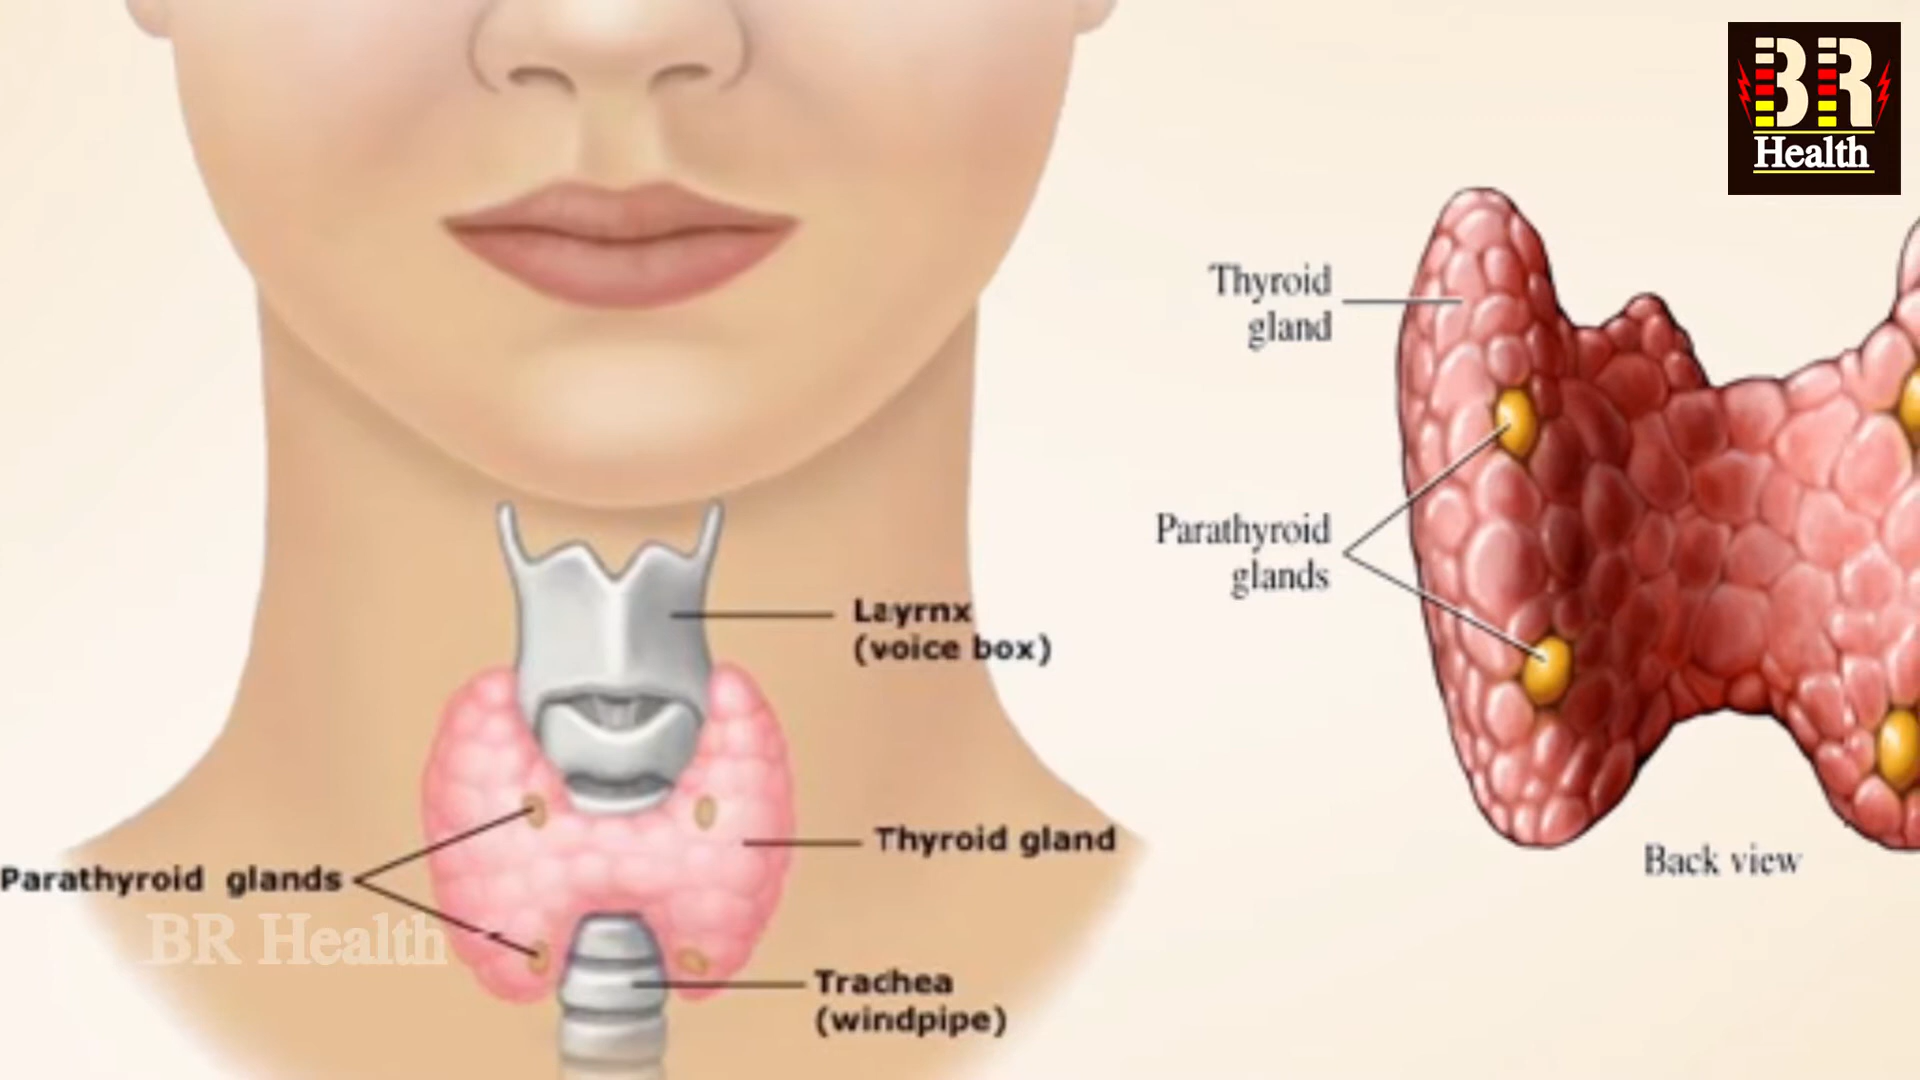 BR
Health
Thyroid
gland
Parathyroid
glands
Back view
Layrnx
(voice box)
Thyroid gland
Parathyroid glands
BR Health
Trachea
(windpipe)